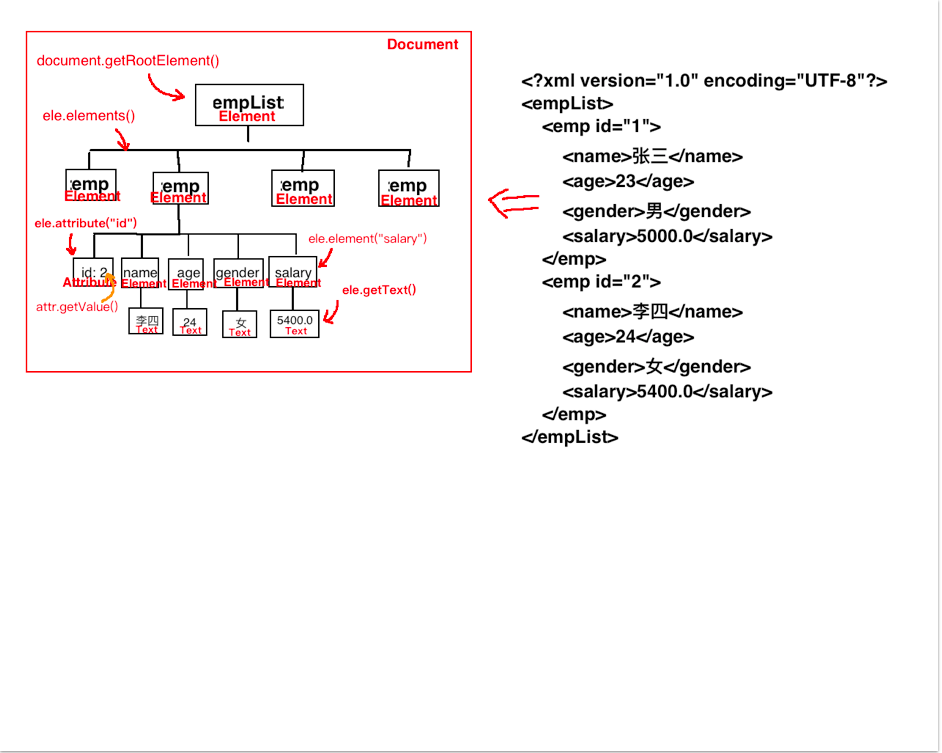 Document
document.getRootElement()
empList
Element
ele.elements()
emp
Element
emp
Element
emp
Element
emp
Element
ele.attribute("id")
ele.element("salary")
id: 2
Attribute
name
Element
age
Element
gender
Element
salary
Element
attr.getValue()
ele.getText()
李四
Text
24
Text
女
Text
5400.0
Text
<?xml version="1.0" encoding="UTF-8"?>
<empList>
<emp id="1">
<name>张三</name>
<age>23</age>
<gender>男</gender>
<salary>5000.0</salary>
</emp>
<emp id="2">
<name>李四</name>
<age>24</age>
<gender>女</gender>
<salary>5400.0</salary>
</emp>
</empList>